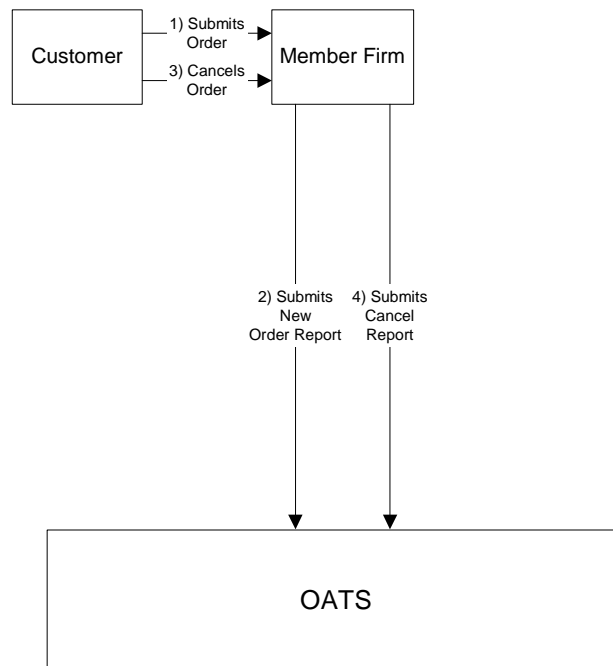 Customer
1) Submits
Order
3) Cancels
Order
Member Firm
2) Submits
New
Order Report
4) Submits
Cancel
Report
OATS